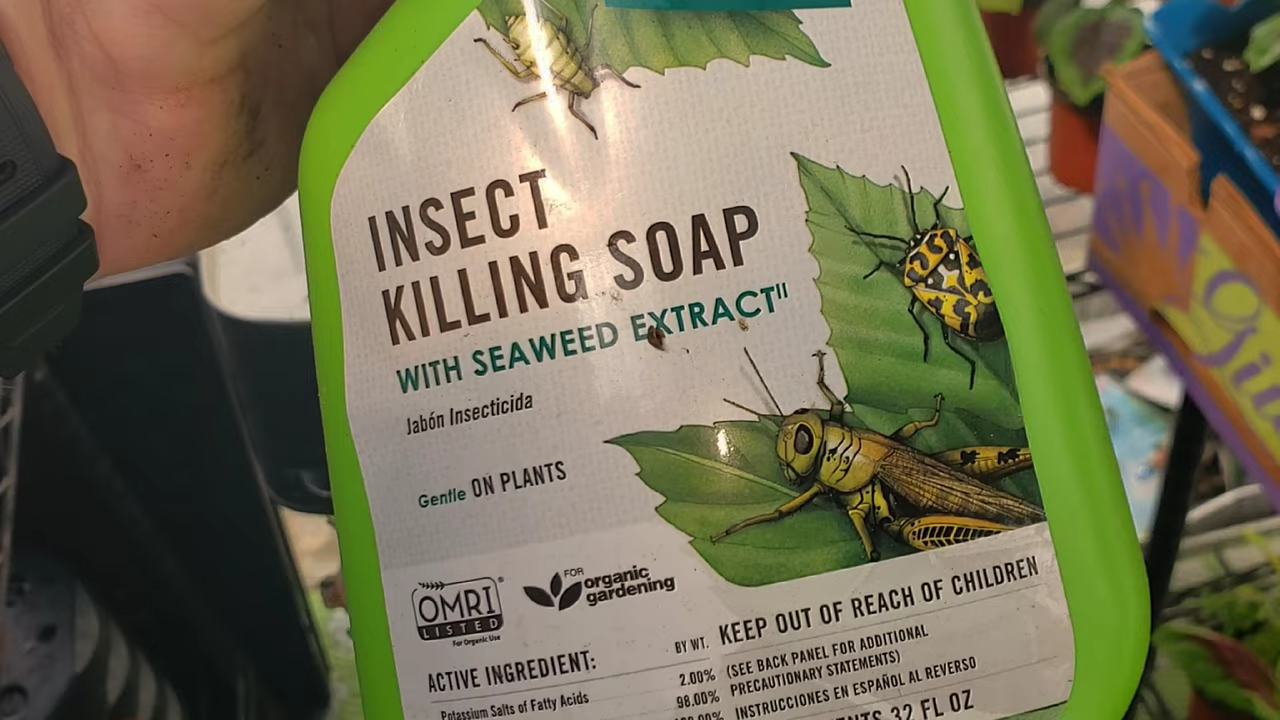 INSECT
KILLING SOAP
WITH SEAWEED EXTRACT"
Jabón Insecticida
Gentle ON PLANTS
OMRI®
LISTED
For Organic Use
FOR
organic
gardening
KEEP OUT OF REACH OF CHILDREN
(SEE BACK PANEL FOR ADDITIONAL
PRECAUTIONARY STATEMENTS)
INSTRUCCIONES EN ESPAÑOL AL REVERSO
32 FL OZ
ACTIVE INGREDIENT: BY WT.
Potassium Salts of Fatty Acids 2.00%
98.00%